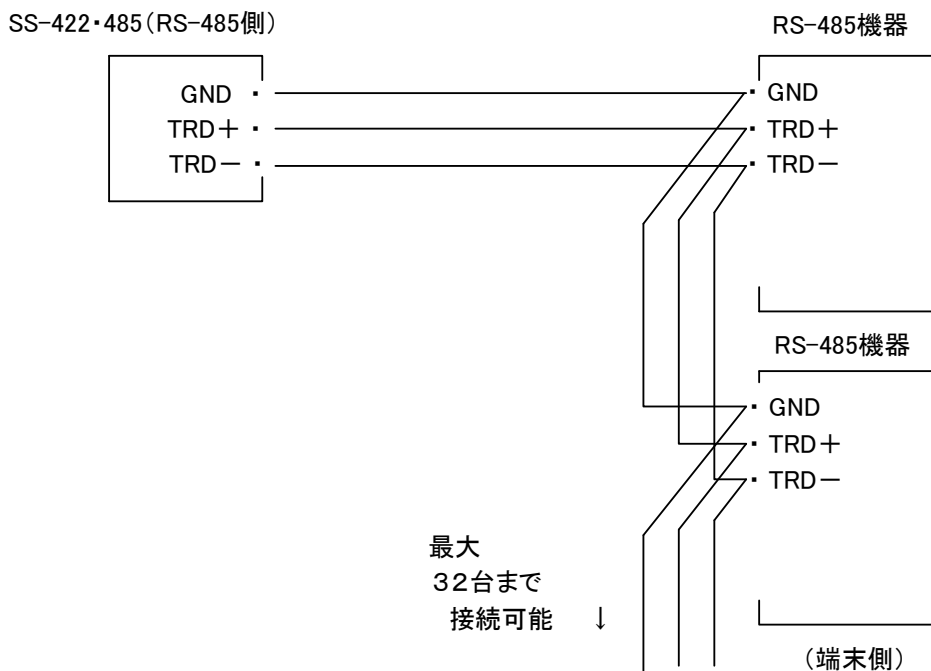 SS-422・485(RS-485側)
GND
TRD+
TRD-
RS-485機器
GND
TRD+
TRD-
RS-485機器
GND
TRD+
TRD-
最大
32台まで
接続可能 ↓
(端末側)